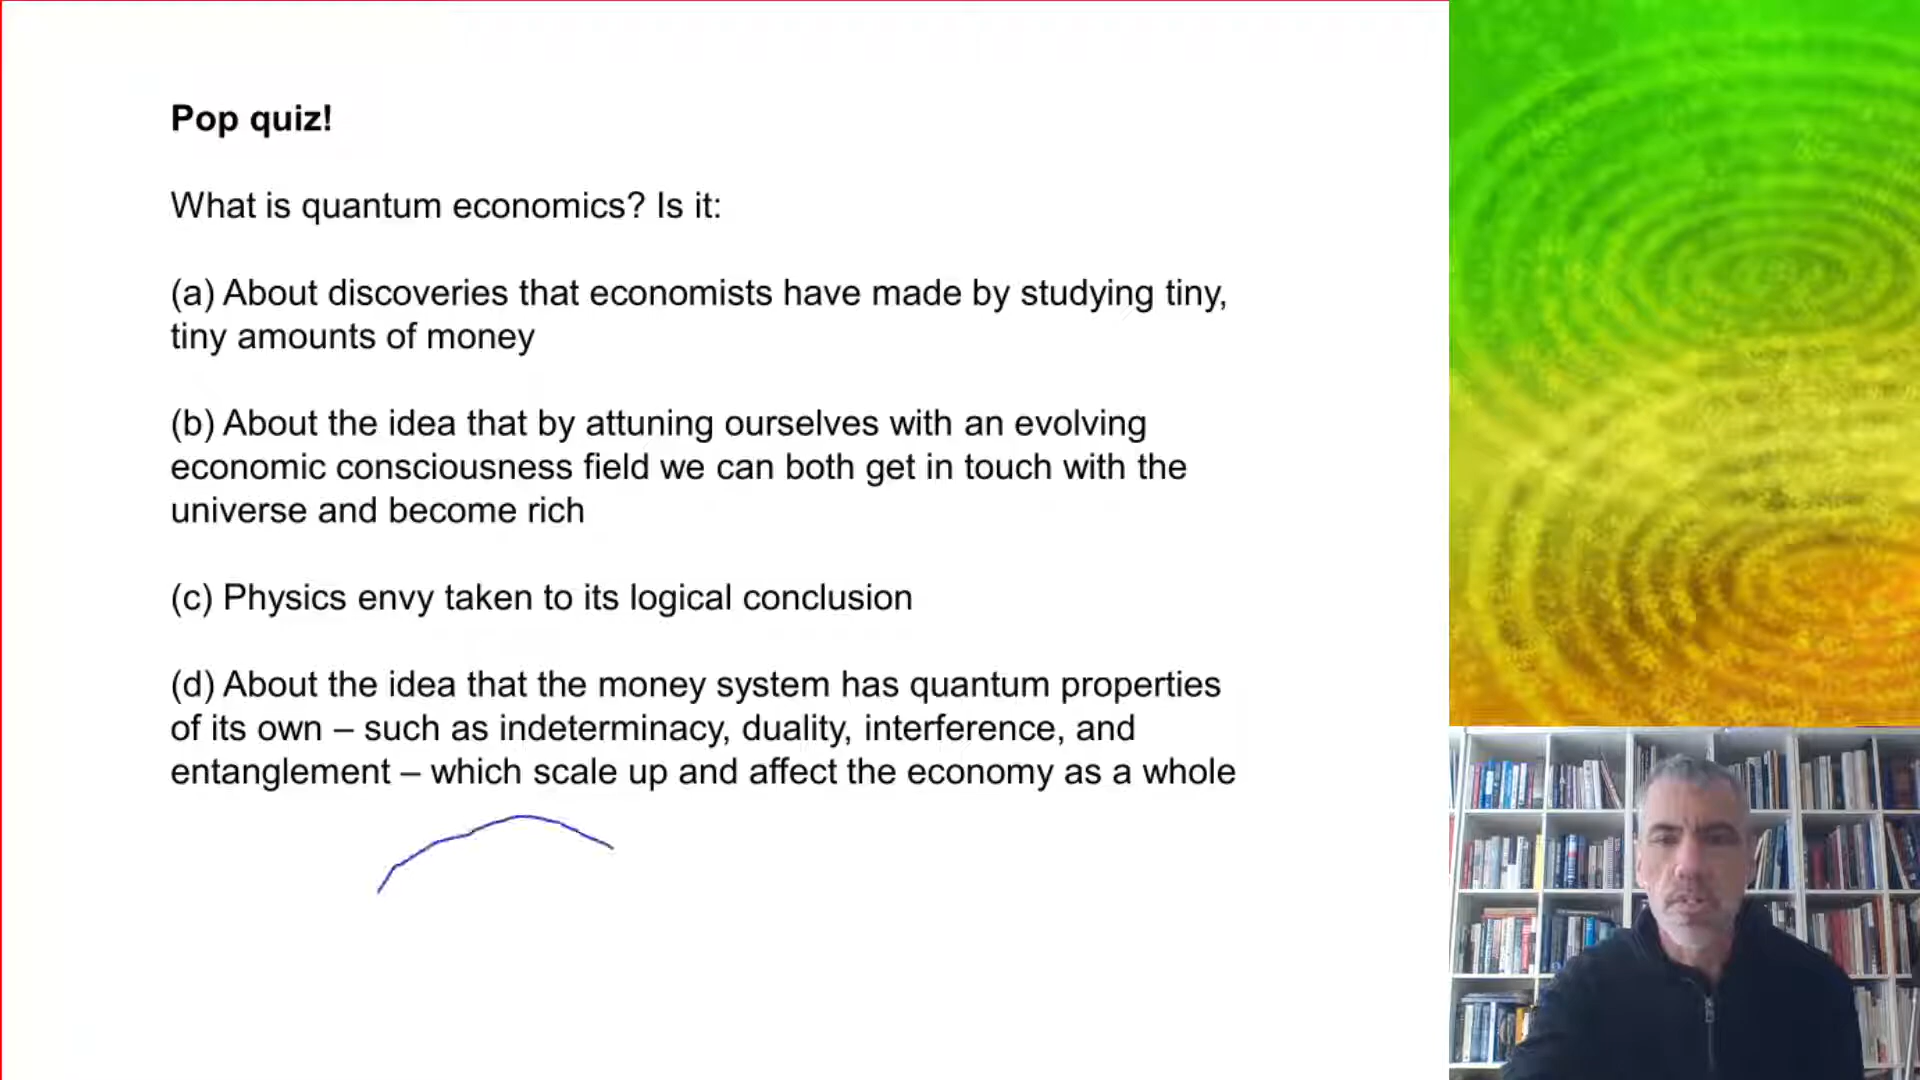 Pop quiz!
What is quantum economics? Is it:
(a) About discoveries that economists have made by studying tiny,
tiny amounts of money
(b) About the idea that by attuning ourselves with an evolving
economic consciousness field we can both get in touch with the
universe and become rich
(c) Physics envy taken to its logical conclusion
(d) About the idea that the money system has quantum properties
of its own – such as indeterminacy, duality, interference, and
entanglement – which scale up and affect the economy as a whole